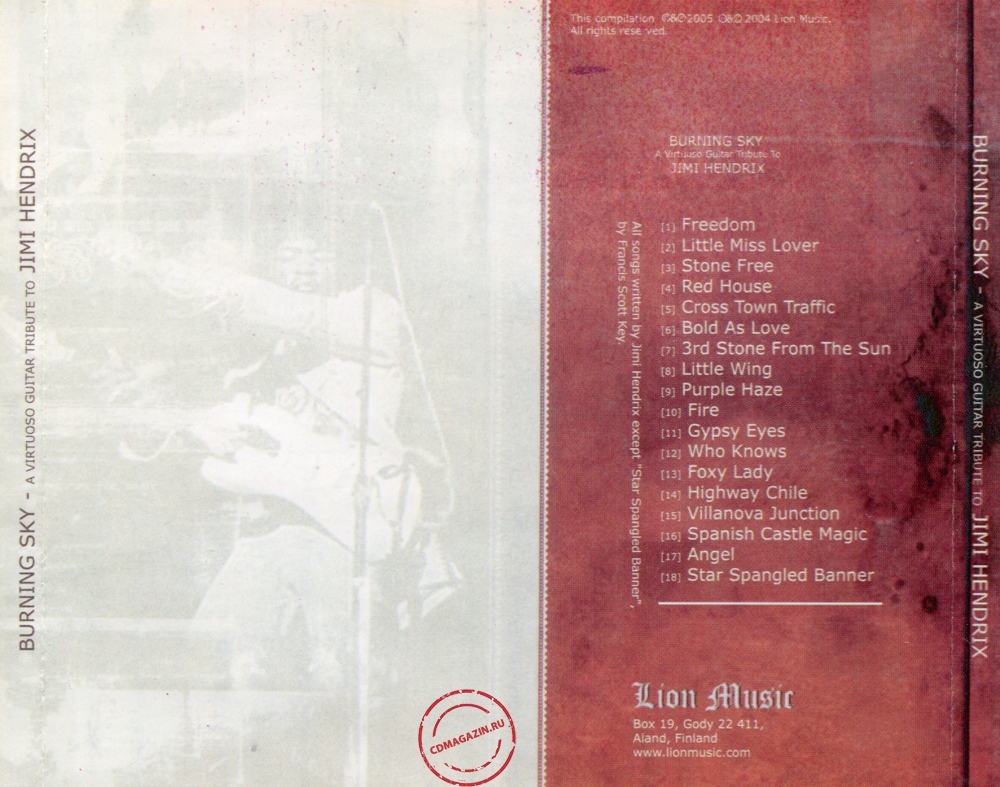 BURNING SKY - A VIRTUOSO GUITAR TRIBUTE TO JIMI HENDRIX
CDMAGAZIN.RU
This compilation ©&℗2005 ©&℗ 2004 Lion Music.
All rights rese ved.
BURNING SKY
A Virtuoso Guitar Tribute To
JIMI HENDRIX
All songs written by Jimi Hendrix except "Star Spangled Banner",
by Francis Scott Key.
[1] Freedom
[2] Little Miss Lover
[3] Stone Free
[4] Red House
[5] Cross Town Traffic
[6] Bold As Love
[7] 3rd Stone From The Sun
[8] Little Wing
[9] Purple Haze
[10] Fire
[11] Gypsy Eyes
[12] Who Knows
[13] Foxy Lady
[14] Highway Chile
[15] Villanova Junction
[16] Spanish Castle Magic
[17] Angel
[18] Star Spangled Banner
Lion Music
Box 19, Gody 22 411,
Aland, Finland
www.lionmusic.com
BURNING SKY - A VIRTUOSO GUITAR TRIBUTE TO JIMI HENDRIX